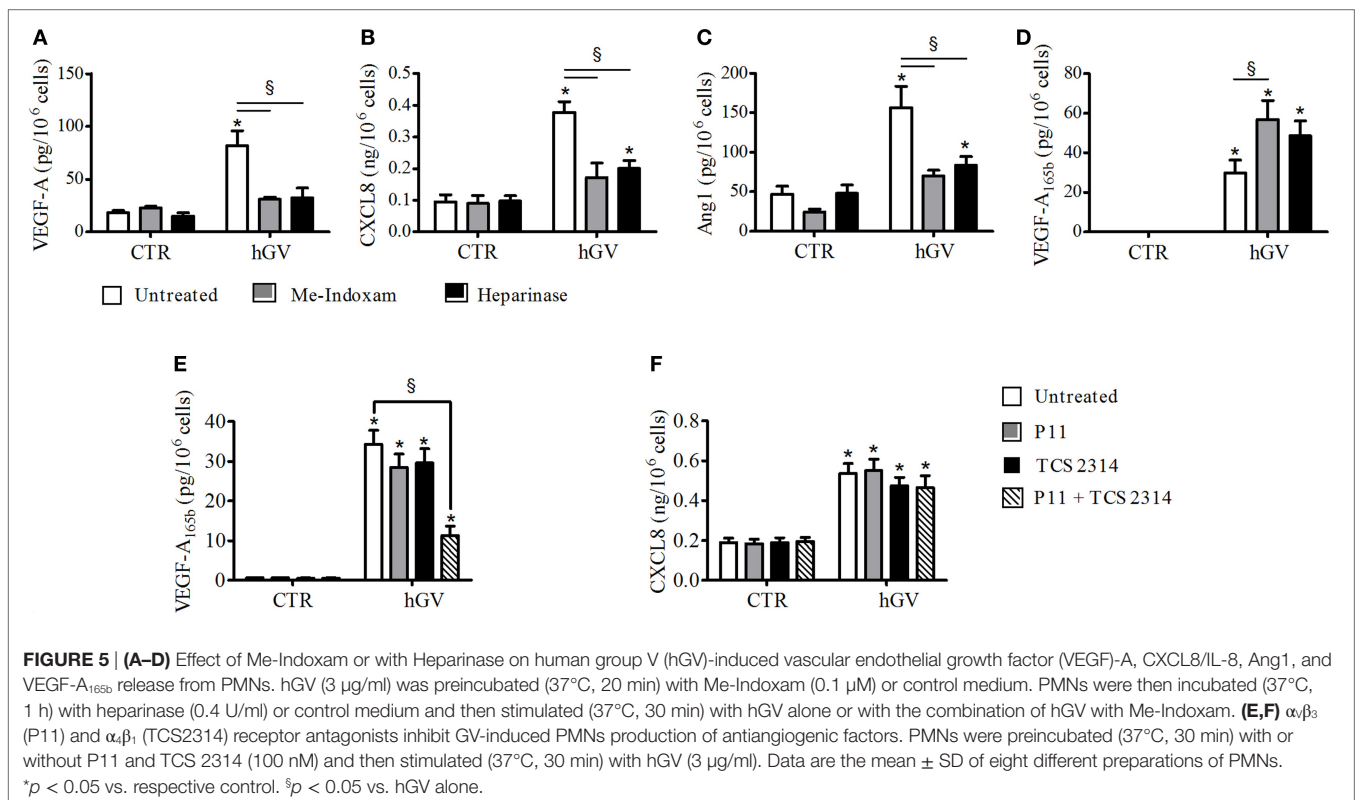 A
B
C
D
VEGF-A (pg/10⁶ cells)
150
100
50
0
*
§
CTR
hGV
CXCL8 (ng/10⁶ cells)
0.5
0.4
0.3
0.2
0.1
0.0
*
*
§
CTR
hGV
Ang1 (pg/10⁶ cells)
200
150
100
50
0
*
*
§
CTR
hGV
VEGF-A₁₆₅b (pg/10⁶ cells)
80
60
40
20
0
*
§
*
*
CTR
hGV
Untreated Me-Indoxam Heparinase
E
F
VEGF-A₁₆₅b (pg/10⁶ cells)
40
30
20
10
0
§
*
*
*
*
CTR
hGV
CXCL8 (ng/10⁶ cells)
0.8
0.6
0.4
0.2
0.0
*
*
*
*
CTR
hGV
Untreated
P11
TCS 2314
P11 + TCS 2314
FIGURE 5 | (A–D) Effect of Me-Indoxam or with Heparinase on human group V (hGV)-induced vascular endothelial growth factor (VEGF)-A, CXCL8/IL-8, Ang1, and
VEGF-A₁₆₅b release from PMNs. hGV (3 µg/ml) was preincubated (37°C, 20 min) with Me-Indoxam (0.1 µM) or control medium. PMNs were then incubated (37°C,
1 h) with heparinase (0.4 U/ml) or control medium and then stimulated (37°C, 30 min) with hGV alone or with the combination of hGV with Me-Indoxam. (E,F) αᵥβ₃
(P11) and α₄β₁ (TCS2314) receptor antagonists inhibit GV-induced PMNs production of antiangiogenic factors. PMNs were preincubated (37°C, 30 min) with or
without P11 and TCS 2314 (100 nM) and then stimulated (37°C, 30 min) with hGV (3 µg/ml). Data are the mean ± SD of eight different preparations of PMNs.
*p < 0.05 vs. respective control. §p < 0.05 vs. hGV alone.